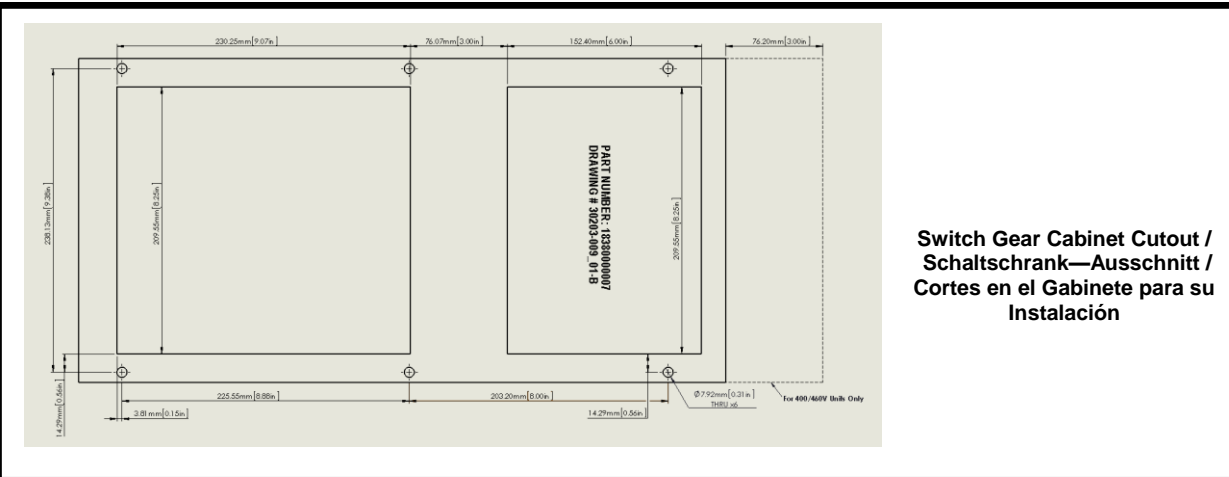 230.25mm[9.07in]
76.07mm[3.00in]
152.40mm[6.00in]
76.20mm[3.00in]
238.13mm[9.38in]
209.55mm[8.25in]
PART NUMBER: 18380000007
DRAWING # 30203-009_01-B
209.55mm[8.25in]
Switch Gear Cabinet Cutout /
Schaltschrank—Ausschnitt /
Cortes en el Gabinete para su
Instalación
14.29mm[0.56in]
225.55mm[8.88in]
203.20mm[8.00in]
Ø7.92mm[0.31in]
THRU x6
For 400/460V Units Only
3.81mm[0.15in]
14.29mm[0.56in]